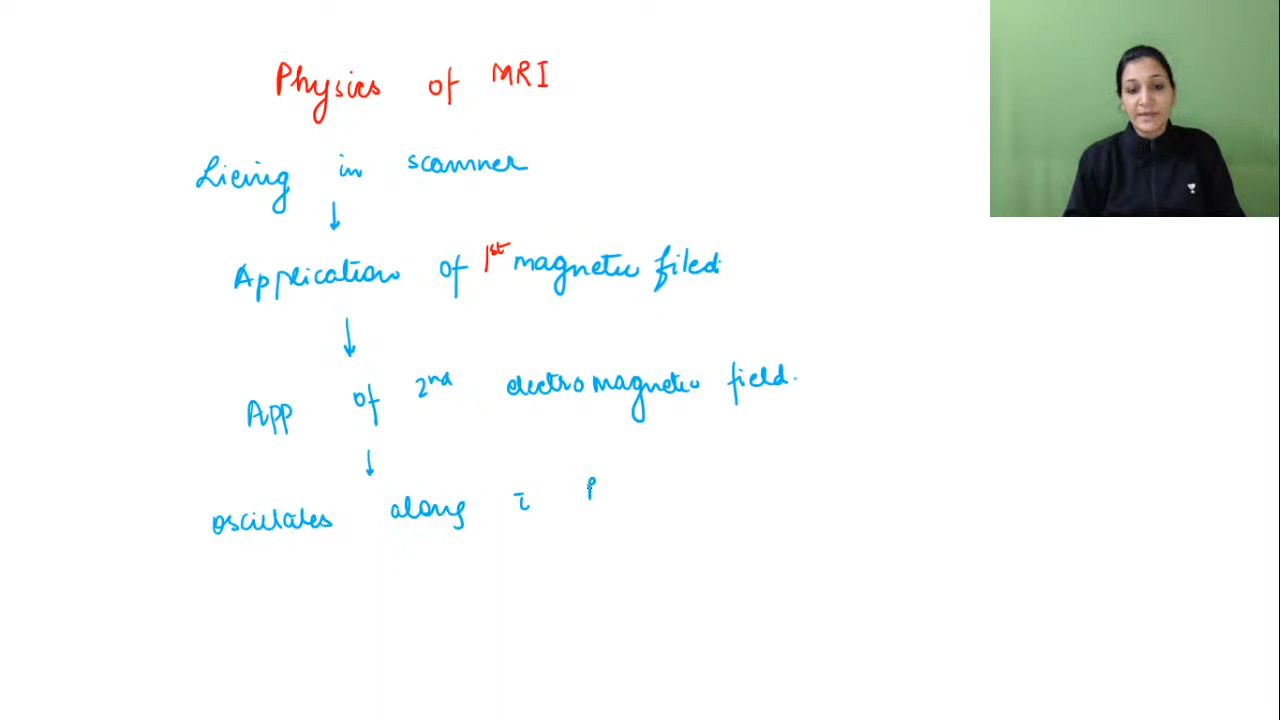 Physics of MRI
Lieing in scanner
↓
Application of 1st magnetic filed.
↓
App of 2nd electromagnetic field.
↓
oscillates along c̄ P